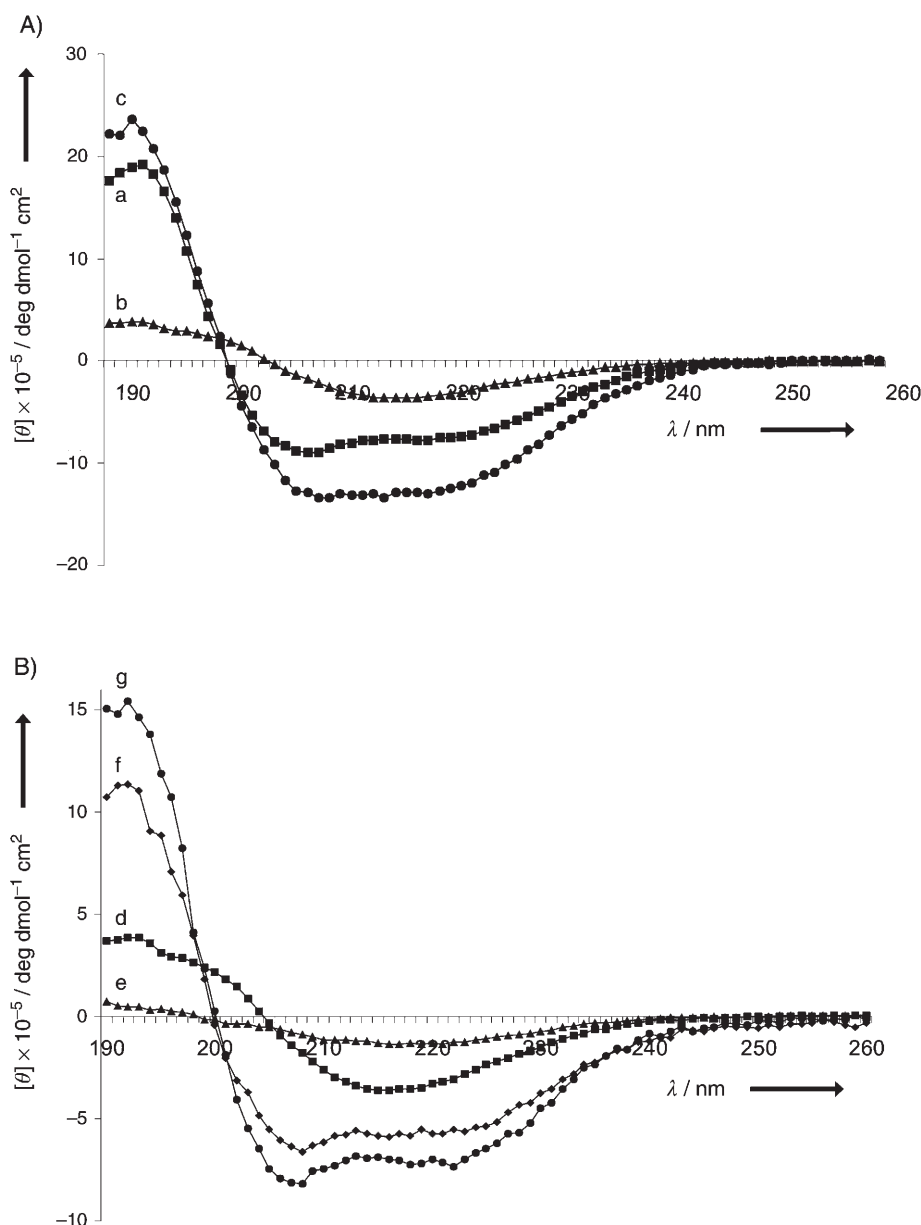 A)
30
c
20
a
10
b
0
190 200 210 220 230 240 250 260
−10
−20
[θ] × 10⁻⁵ / deg dmol⁻¹ cm²
λ / nm
B)
g
15
f
10
5
d
e
0
190 200 210 220 230 240 250 260
−5
−10
[θ] × 10⁻⁵ / deg dmol⁻¹ cm²
λ / nm